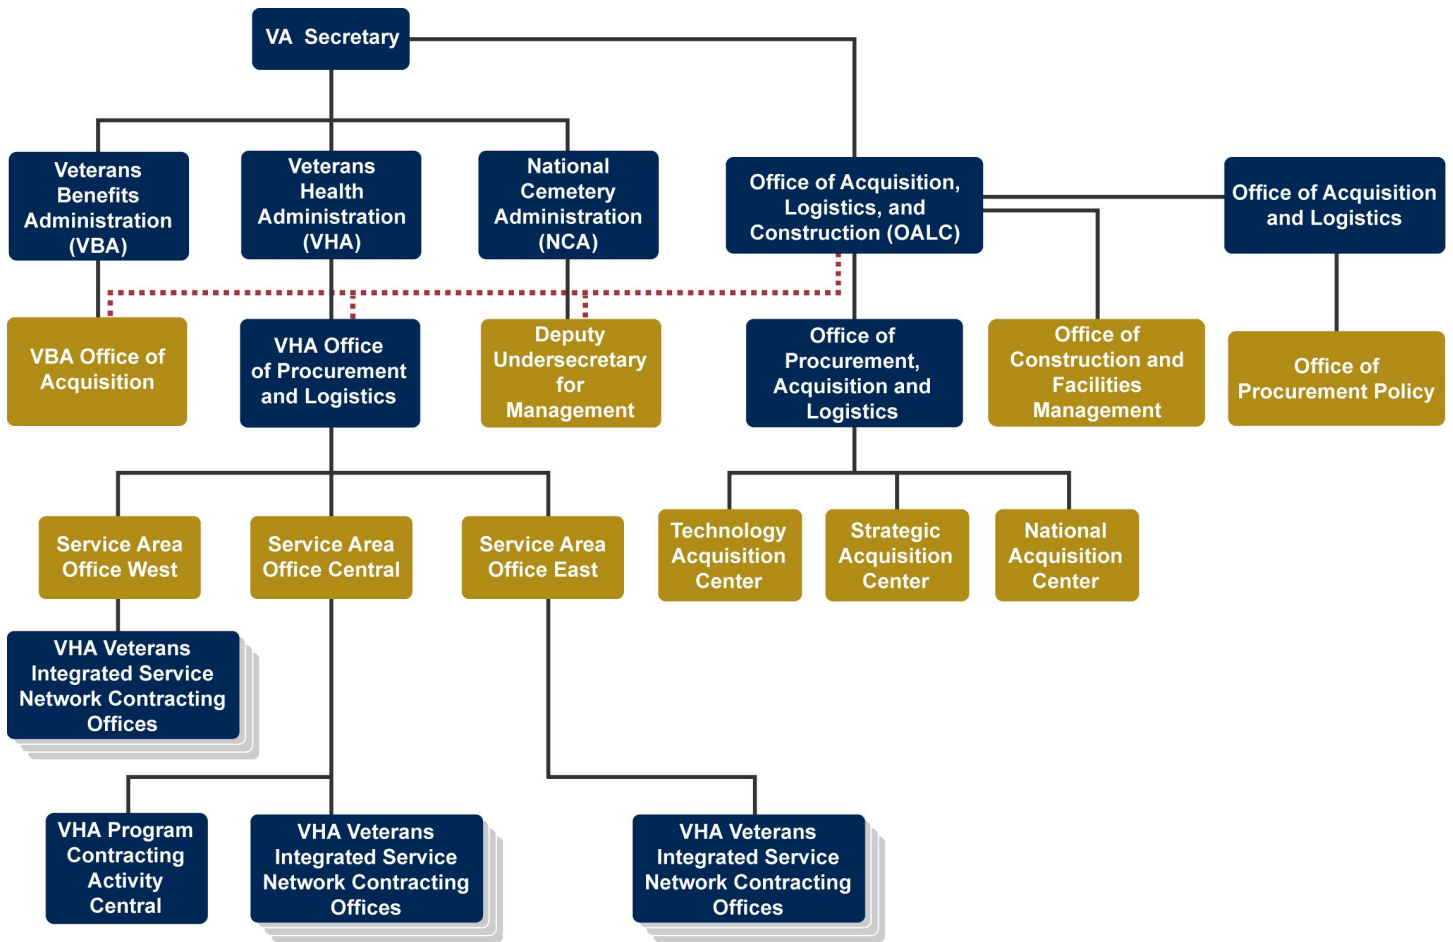 VA Secretary
Veterans
Benefits
Administration
(VBA)
Veterans
Health
Administration
(VHA)
National
Cemetery
Administration
(NCA)
Office of Acquisition,
Logistics, and
Construction (OALC)
Office of Acquisition
and Logistics
VBA Office of
Acquisition
VHA Office
of Procurement
and Logistics
Deputy
Undersecretary
for
Management
Office of
Procurement,
Acquisition and
Logistics
Office of
Construction and
Facilities
Management
Office of
Procurement Policy
Service Area
Office West
Service Area
Office Central
Service Area
Office East
Technology
Acquisition
Center
Strategic
Acquisition
Center
National
Acquisition
Center
VHA Veterans
Integrated Service
Network Contracting
Offices
VHA Program
Contracting
Activity
Central
VHA Veterans
Integrated Service
Network Contracting
Offices
VHA Veterans
Integrated Service
Network Contracting
Offices